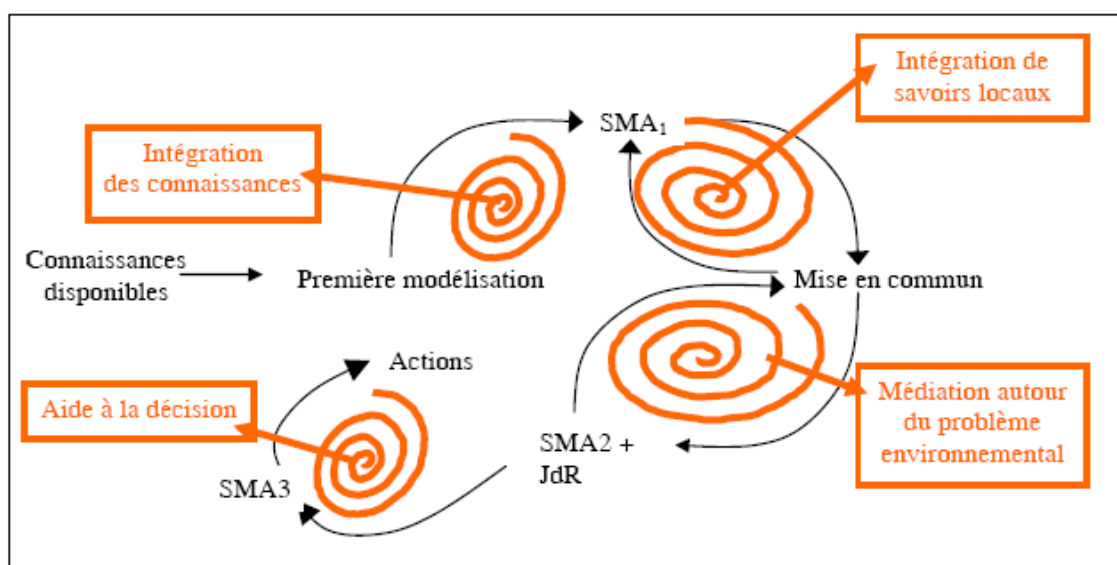 Intégration de
savoirs locaux
SMA₁
Intégration
des connaissances
Connaissances
disponibles
Première modélisation
Mise en commun
Actions
Aide à la décision
Médiation autour
du problème
environnemental
SMA2 +
JdR
SMA3